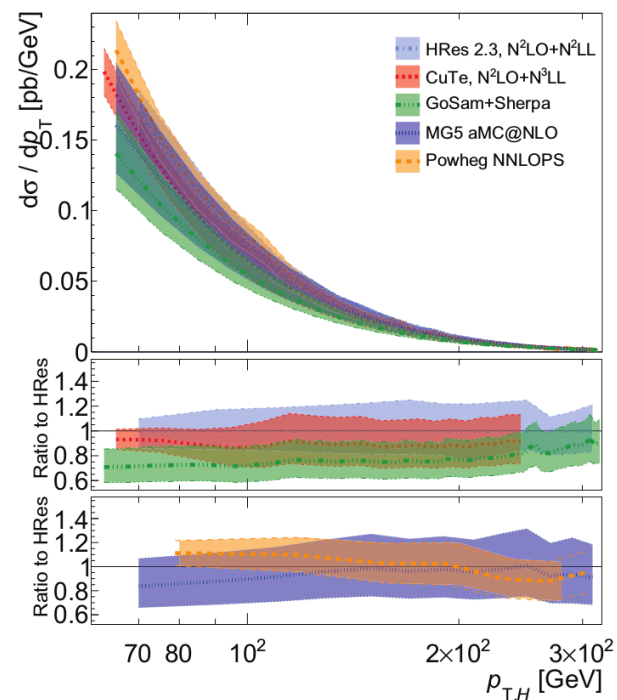 dσ / dp_T [pb/GeV]
0.2
0.15
0.1
0.05
0
HRes 2.3, N²LO+N²LL
CuTe, N²LO+N³LL
GoSam+Sherpa
MG5 aMC@NLO
Powheg NNLOPS
Ratio to HRes
1.4
1.2
1
0.8
0.6
Ratio to HRes
1.4
1.2
1
0.8
0.6
70 80 10² 2×10² 3×10²
p_T,H [GeV]